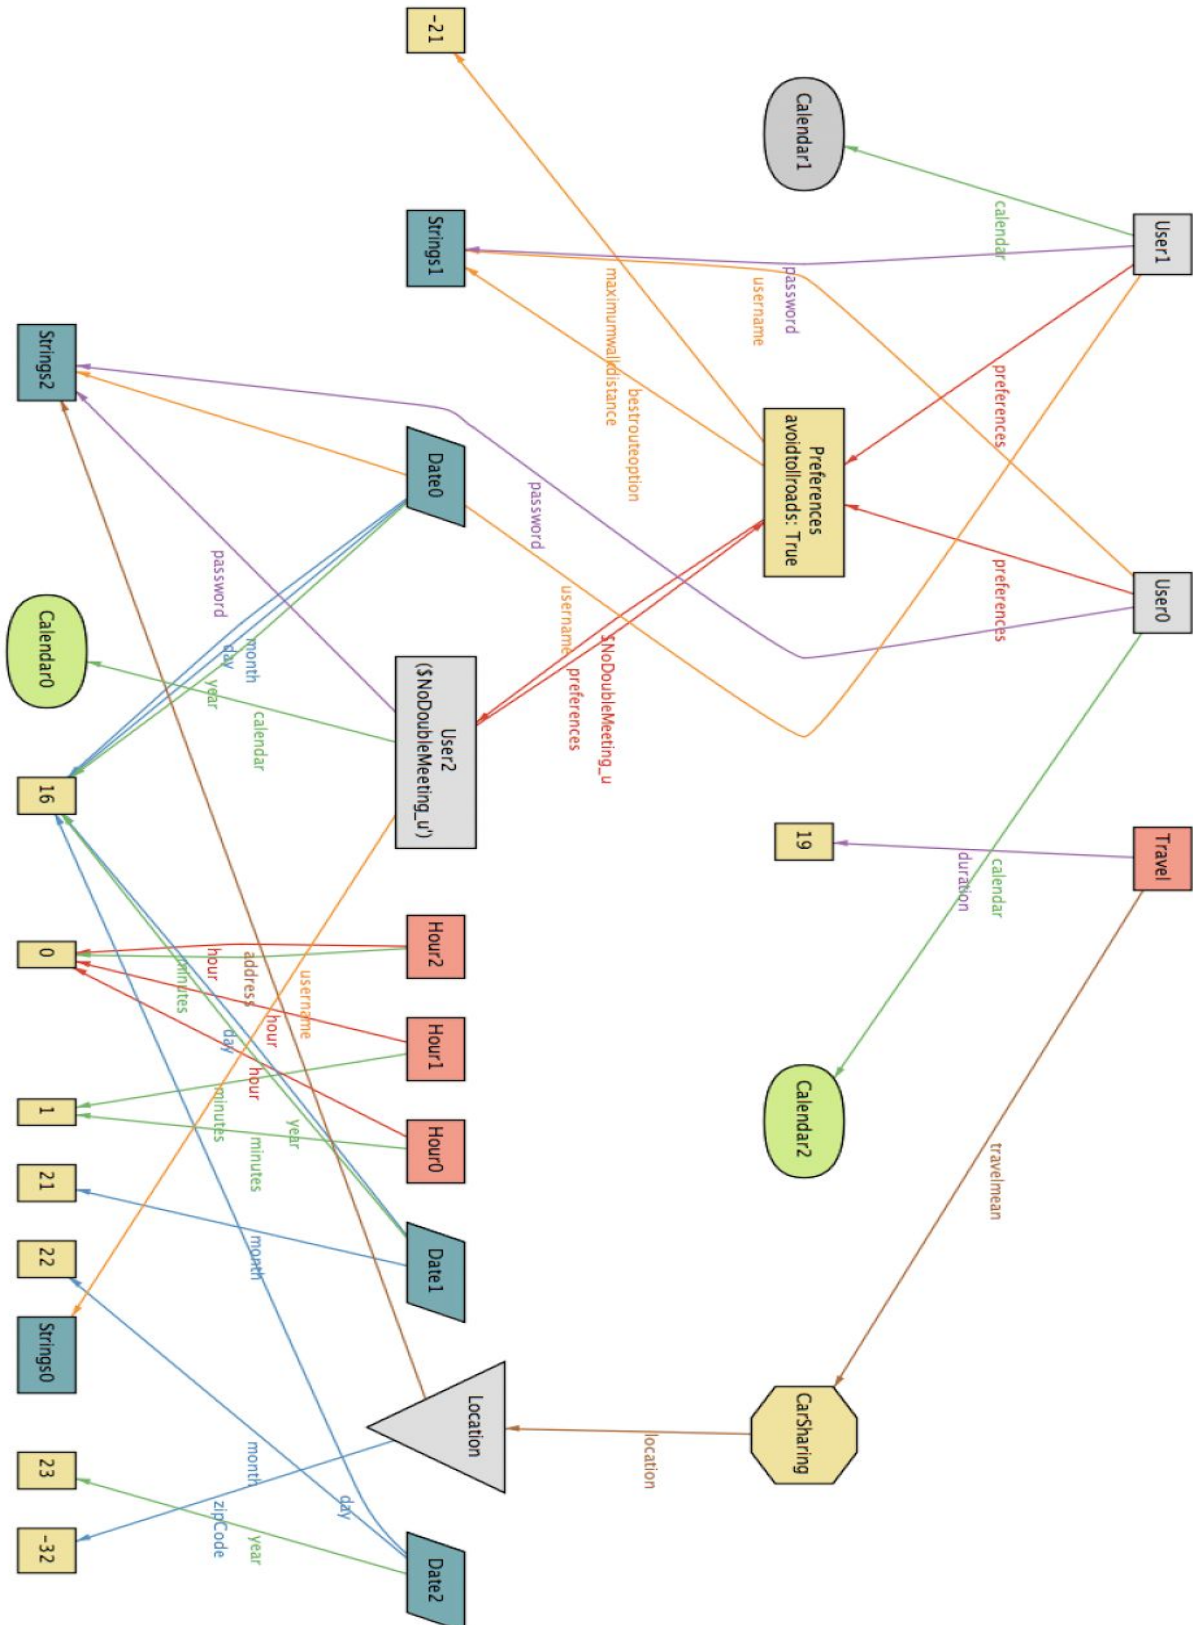 User1
User0
Travel
calendar
preferences
preferences
calendar
travelmean
duration
Calendar1
Preferences
avoidtollroads: True
19
Calendar2
CarSharing
password
username
location
bestrouteoption
maximumwalkdistance
$NoDoubleMeeting_u
preferences
username
password
-21
Strings1
Date0
User2
($NoDoubleMeeting_u')
Hour2
Hour1
Hour0
Date1
Location
Date2
day
username
year
hour
calendar
month
address
hour
minutes
month
month
year
day
day
password
year
hour
minutes
zipCode
minutes
Strings2
Calendar0
16
0
1
21
22
Strings0
23
-32